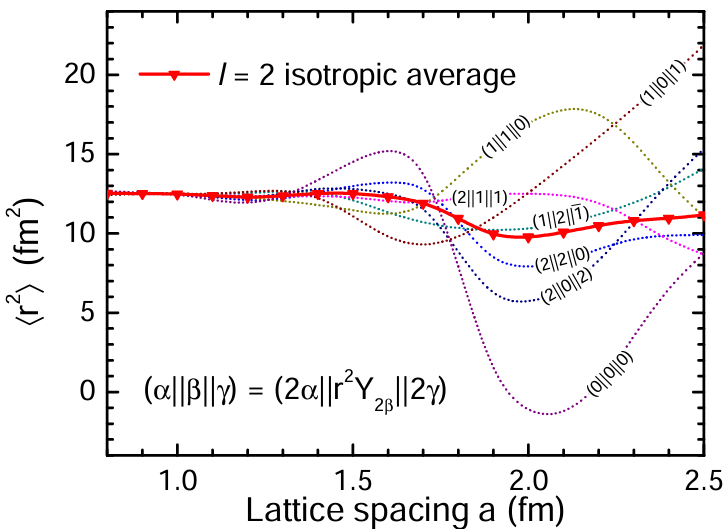 20
15
10
5
0
⟨r²⟩ (fm²)
l = 2 isotropic average
(1||1||0)
(1||0||1)
(2||1||1)
(1||2||1̅)
(2||2||0)
(2||0||2)
(0||0||0)
(α||β||γ) = (2α||r²Y₂β||2γ)
1.0 1.5 2.0 2.5
Lattice spacing a (fm)